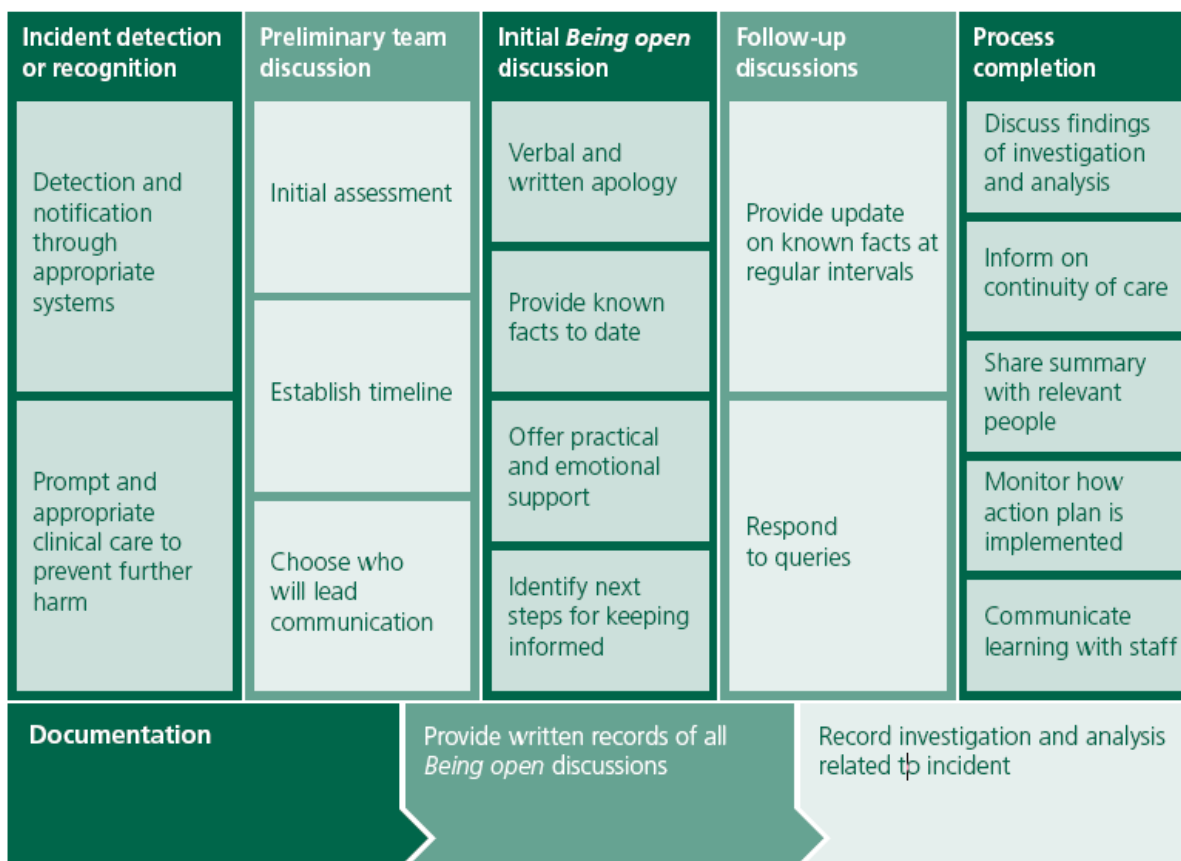 Incident detection
or recognition
Detection and
notification
through
appropriate
systems
Prompt and
appropriate
clinical care to
prevent further
harm
Preliminary team
discussion
Initial assessment
Establish timeline
Choose who
will lead
communication
Initial Being open
discussion
Verbal and
written apology
Provide known
facts to date
Offer practical
and emotional
support
Identify next
steps for keeping
informed
Follow-up
discussions
Provide update
on known facts at
regular intervals
Respond
to queries
Process
completion
Discuss findings
of investigation
and analysis
Inform on
continuity of care
Share summary
with relevant
people
Monitor how
action plan is
implemented
Communicate
learning with staff
Documentation
Provide written records of all
Being open discussions
Record investigation and analysis
related to incident